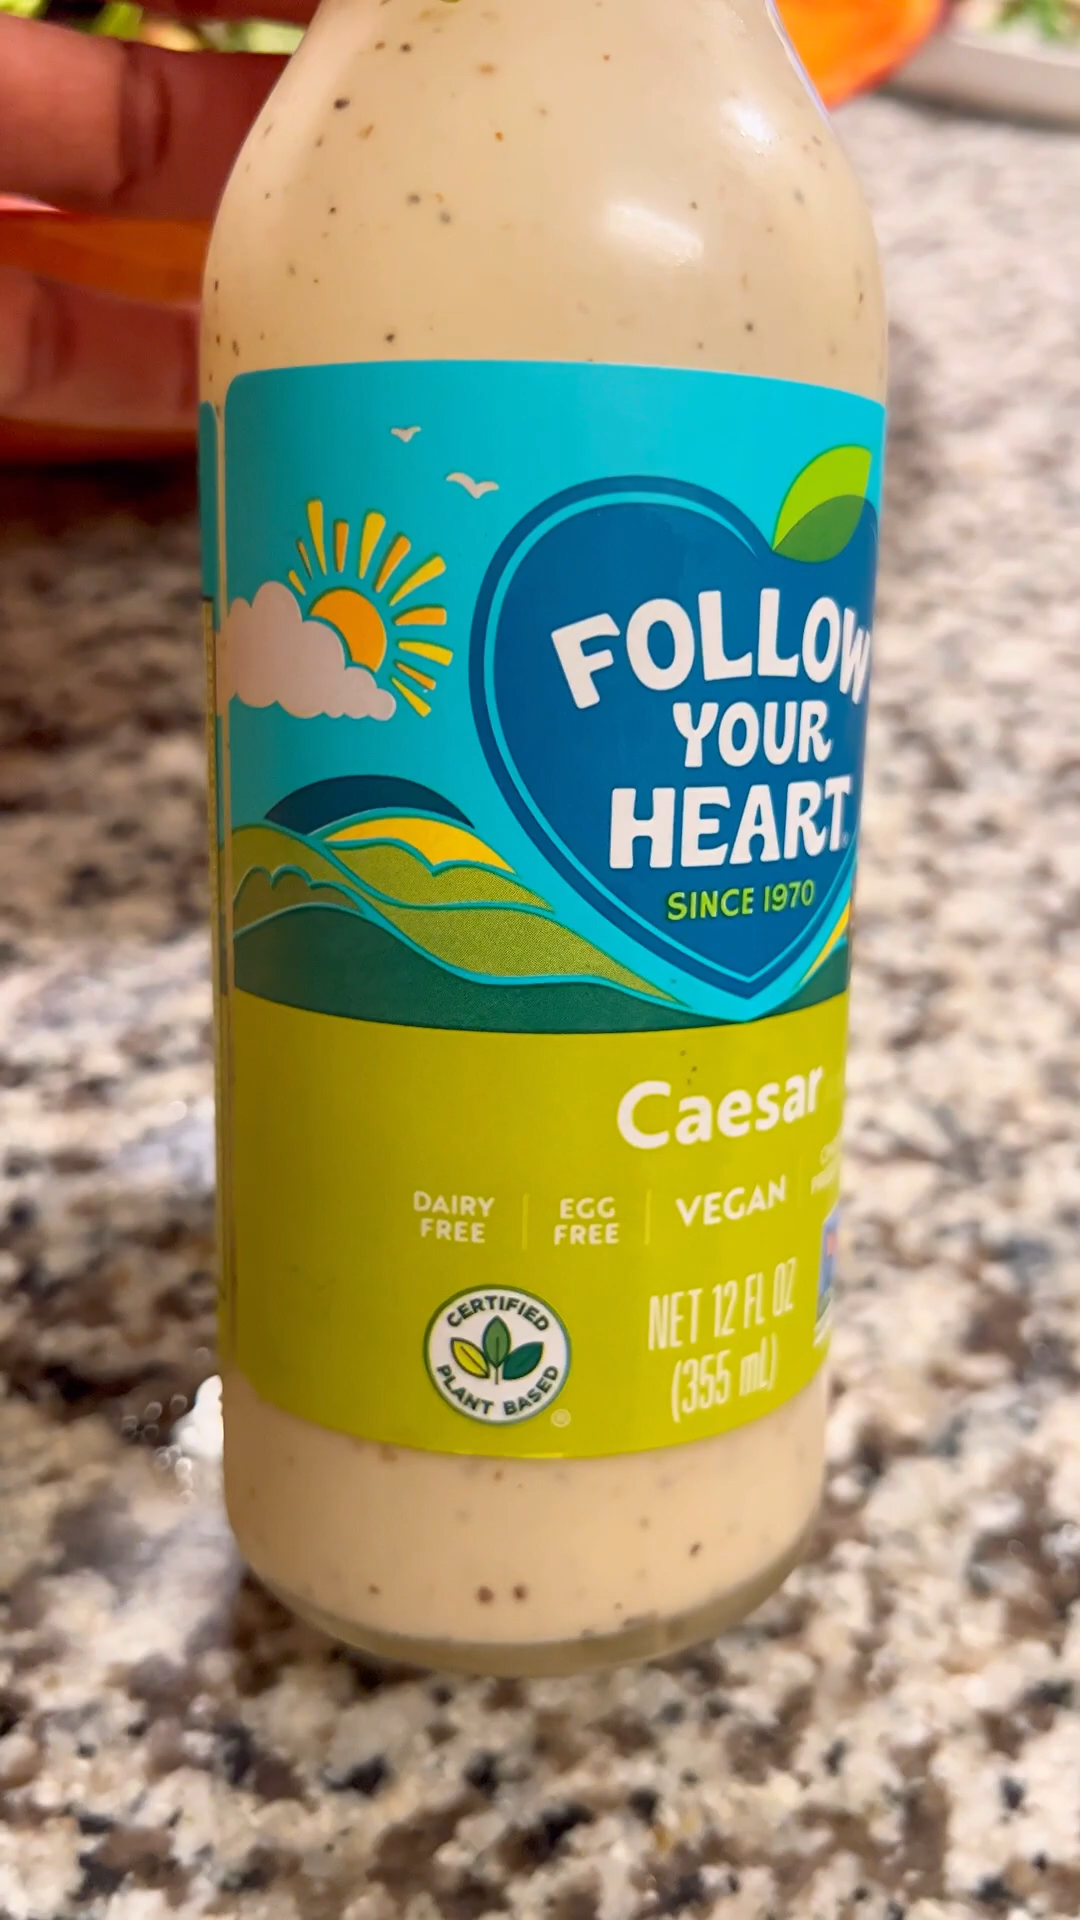 FOLLOW
YOUR
HEART
SINCE 1970
Caesar
DAIRY
FREE
EGG
FREE
VEGAN
CERTIFIED
PLANT BASED
®
NET 12 FL OZ
(355 mL)